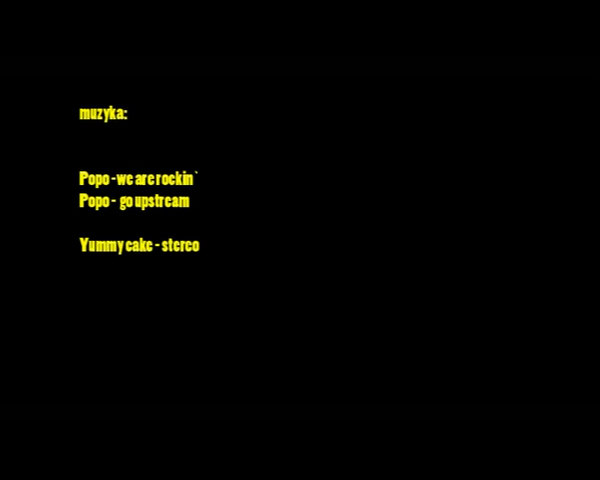 muzyka:
Popo - we are rockin`
Popo - go upstream
Yummy cake - stereo